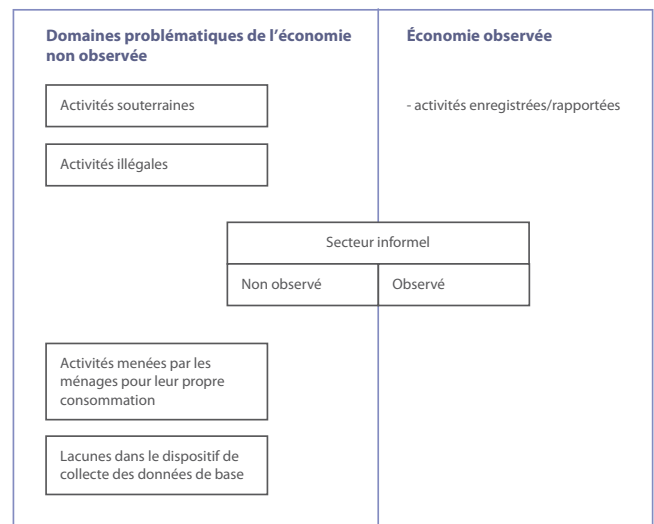 Domaines problématiques de l'économie
non observée
Économie observée
Activités souterraines
- activités enregistrées/rapportées
Activités illégales
Secteur informel
Non observé
Observé
Activités menées par les
ménages pour leur propre
consommation
Lacunes dans le dispositif de
collecte des données de base